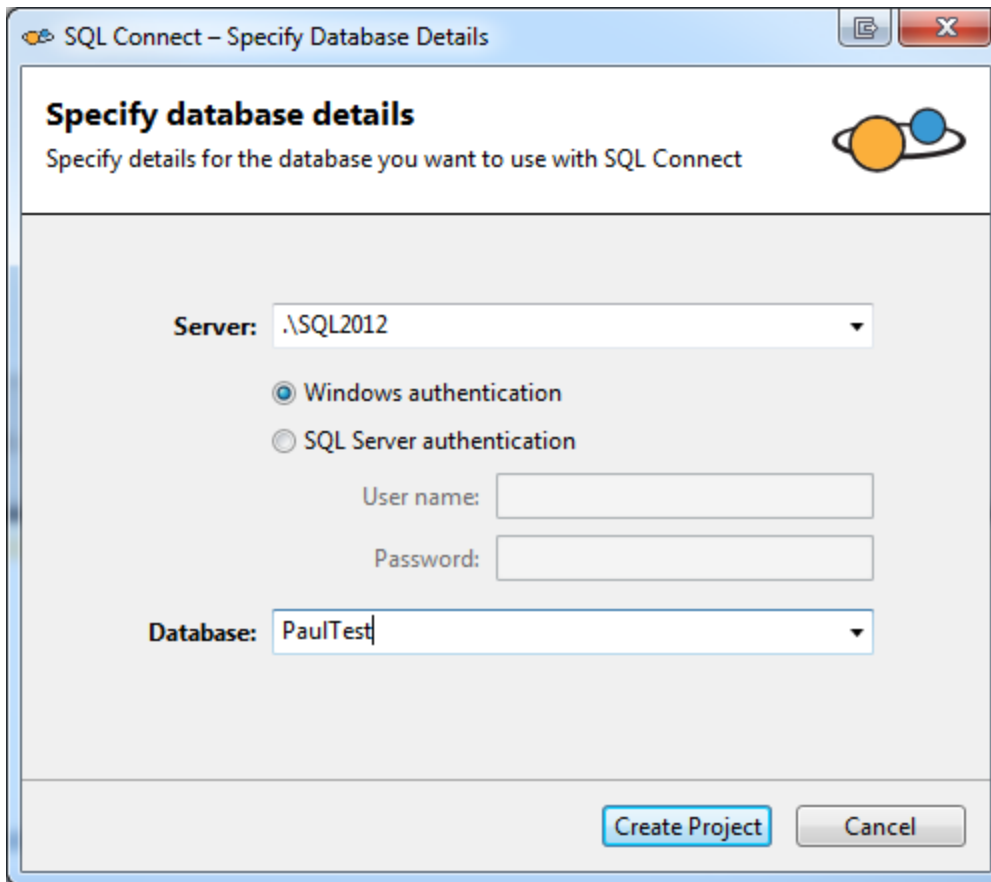 SQL Connect – Specify Database Details
Specify database details
Specify details for the database you want to use with SQL Connect
Server: .\SQL2012
Windows authentication
SQL Server authentication
User name:
Password:
Database: PaulTest
Create Project Cancel